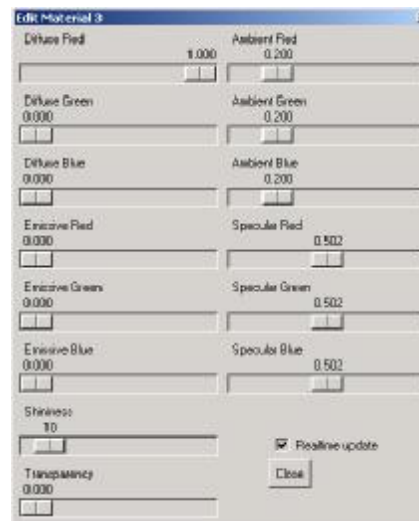 Edit Material 3
Diffuse Red
1.000
Ambient Red
0.200
Diffuse Green
0.000
Ambient Green
0.200
Diffuse Blue
0.000
Ambient Blue
0.200
Emissive Red
0.000
Specular Red
0.502
Emissive Green
0.000
Specular Green
0.502
Emissive Blue
0.000
Specular Blue
0.502
Shininess
10
Realtime update
Transparency
0.000
Close